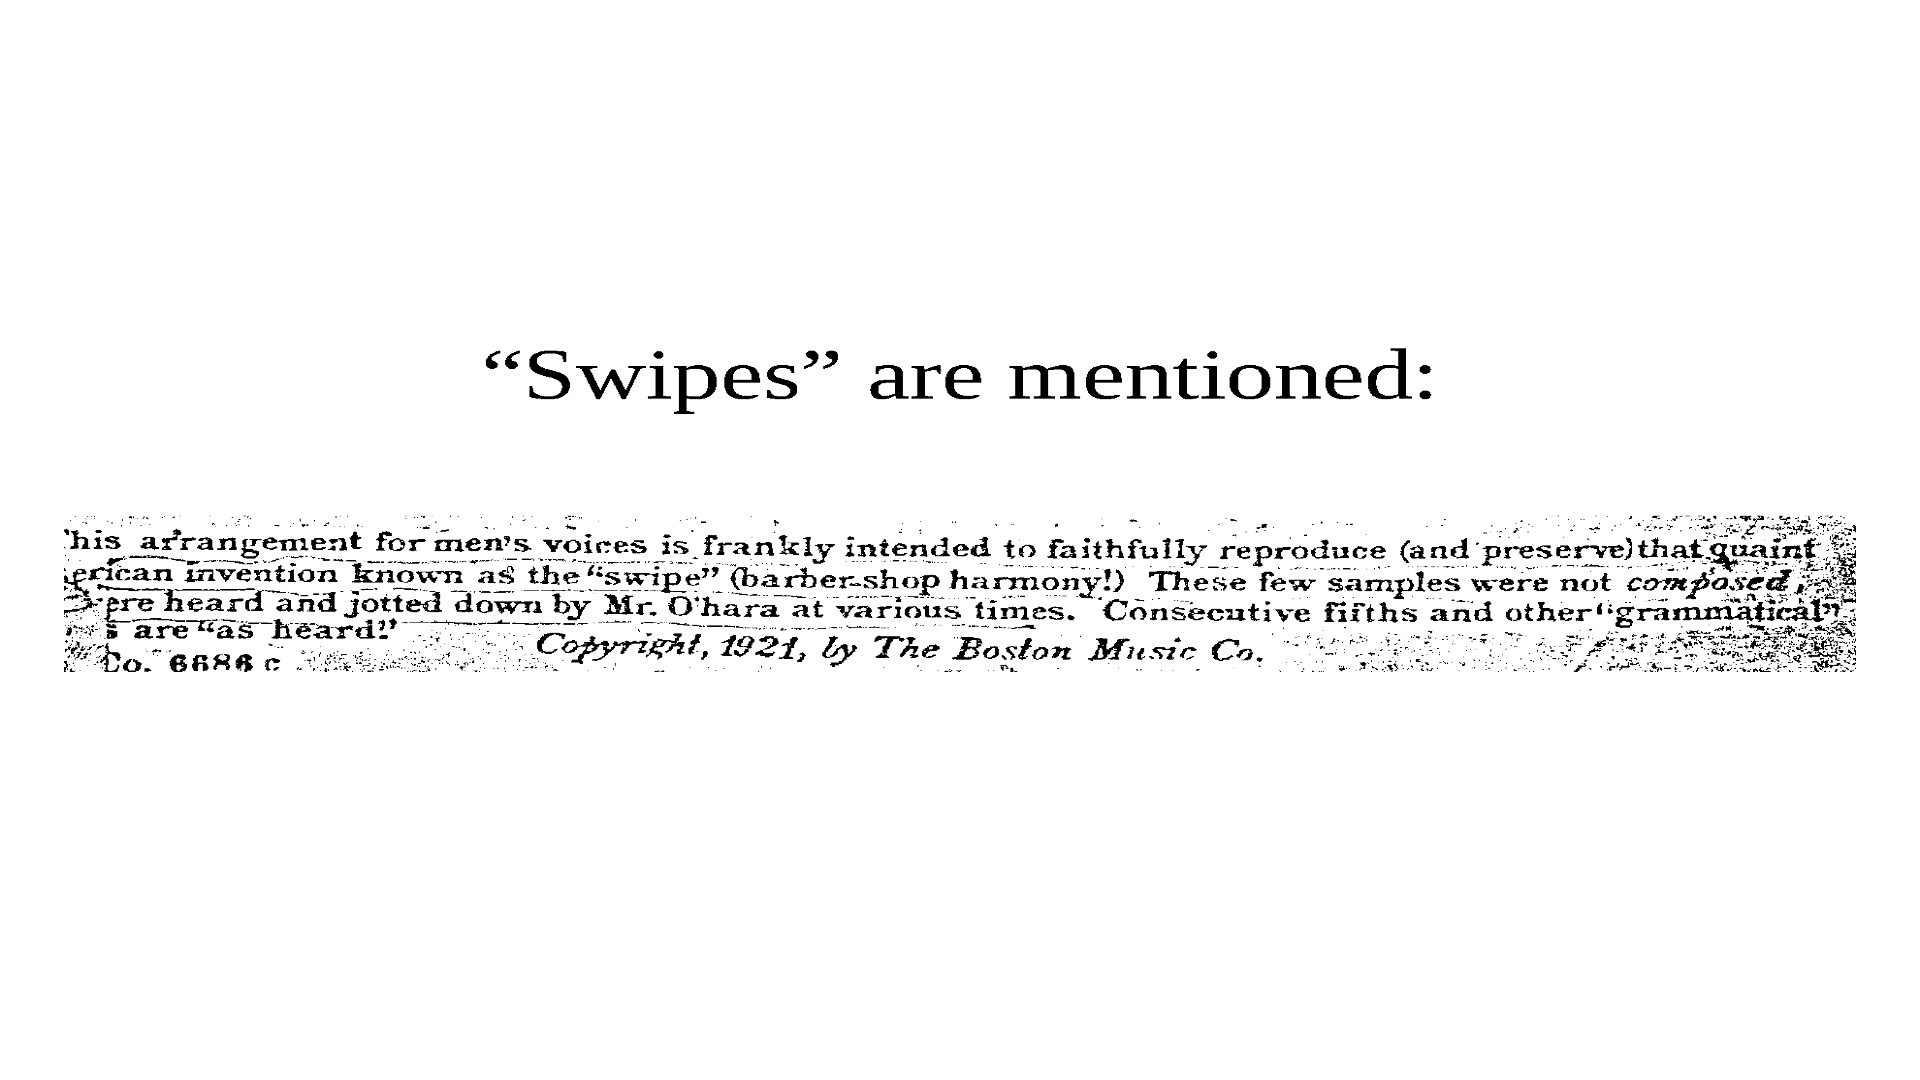 “Swipes” are mentioned:
his arrangement for men's voices is frankly intended to faithfully reproduce (and preserve) that quaint
erican invention known as the “swipe” (barber-shop harmony!) These few samples were not composed,
ere heard and jotted down by Mr. O'hara at various times. Consecutive fifths and other “grammatical”
s are “as heard!”
Co. 6686 c
Copyright, 1921, by The Boston Music Co.